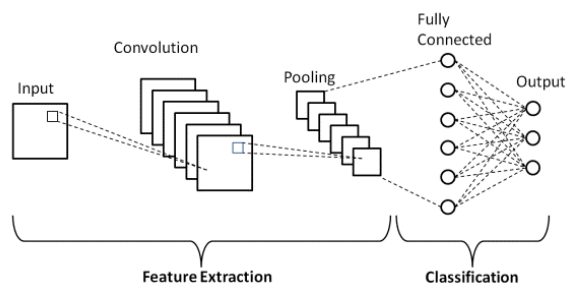 Input
Convolution
Pooling
Fully
Connected
Output
Feature Extraction
Classification